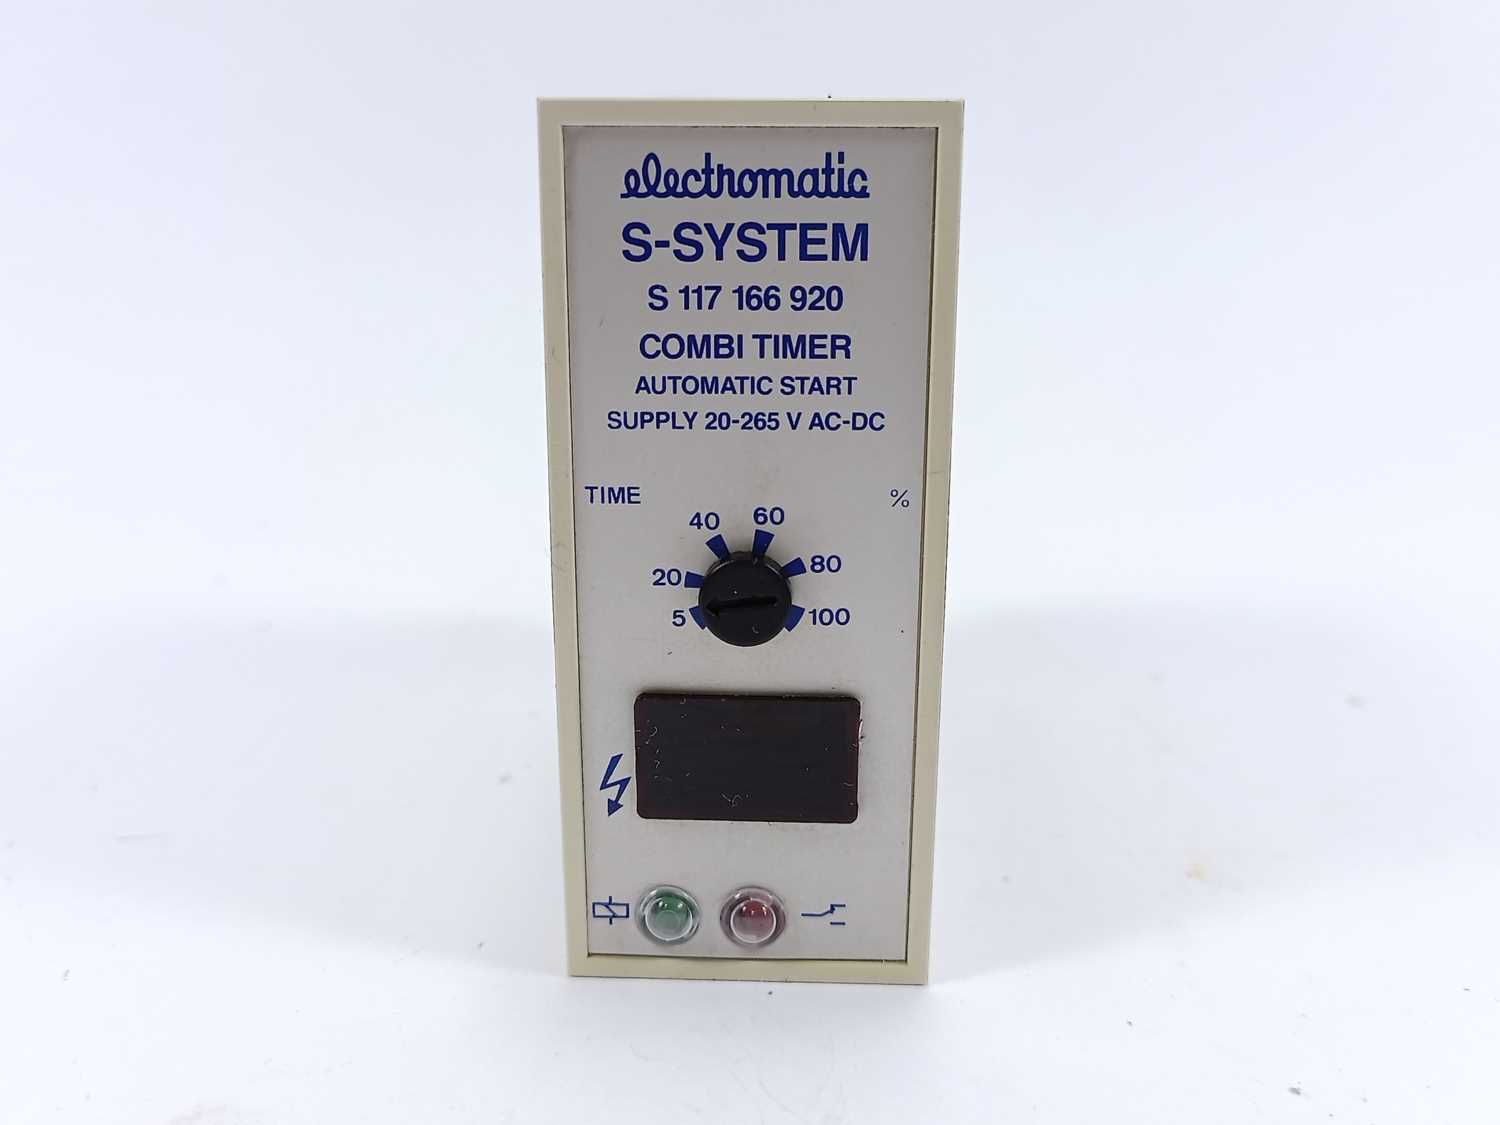 electromatic
S-SYSTEM
S 117 166 920
COMBI TIMER
AUTOMATIC START
SUPPLY 20-265 V AC-DC
TIME %
40 60
20 80
5 100